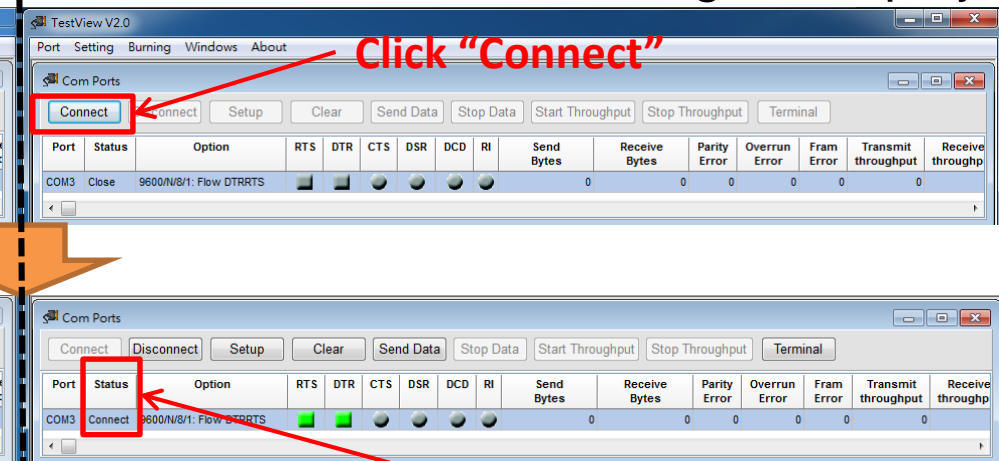 TestView V2.0
Port Setting Burning Windows About
Click “Connect”
Com Ports
Connect Disconnect Setup Clear Send Data Stop Data Start Throughput Stop Throughput Terminal
Port Status Option RTS DTR CTS DSR DCD RI Send Bytes Receive Bytes Parity Error Overrun Error Fram Error Transmit throughput Receive throughp
COM3 Close 9600/N/8/1: Flow DTRRTS 0 0 0 0 0 0
Com Ports
Connect Disconnect Setup Clear Send Data Stop Data Start Throughput Stop Throughput Terminal
Port Status Option RTS DTR CTS DSR DCD RI Send Bytes Receive Bytes Parity Error Overrun Error Fram Error Transmit throughput Receive throughp
COM3 Connect 9600/N/8/1: Flow DTRRTS 0 0 0 0 0 0